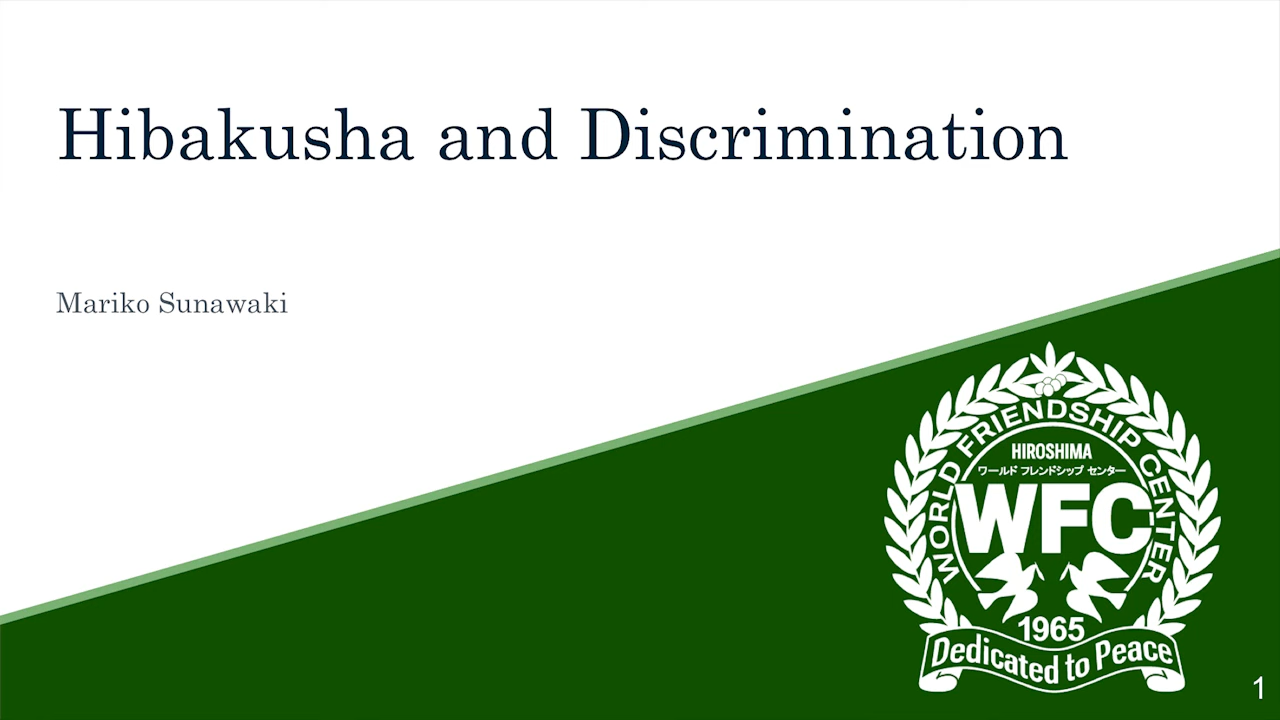 Hibakusha and Discrimination
Mariko Sunawaki
WORLD FRIENDSHIP CENTER
HIROSHIMA
ワールド フレンドシップ センター
WFC
1965
Dedicated to Peace
1